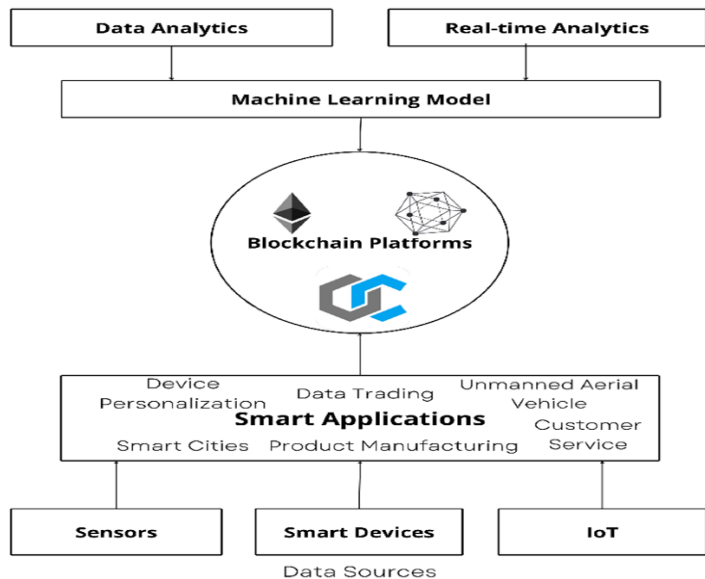 Data Analytics
Real-time Analytics
Machine Learning Model
Blockchain Platforms
Device
Personalization
Data Trading
Unmanned Aerial
Vehicle
Smart Applications
Smart Cities
Product Manufacturing
Customer
Service
Sensors
Smart Devices
IoT
Data Sources